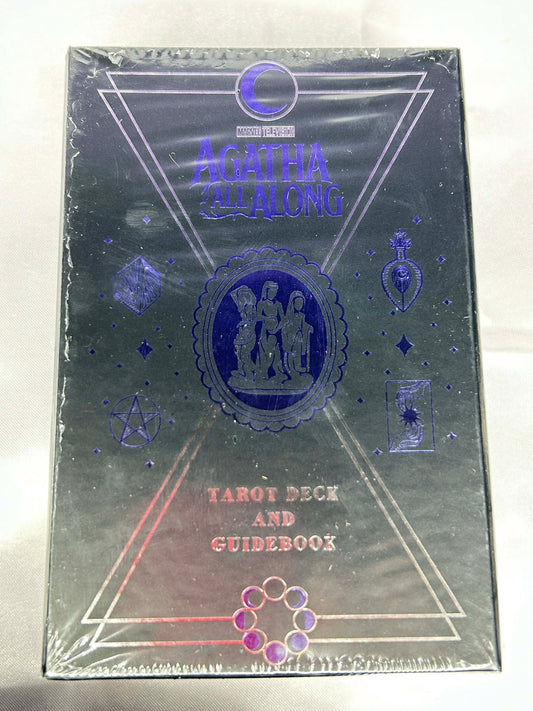 MARVEL TELEVISION
AGATHA
ALL ALONG
TAROT DECK
AND
GUIDEBOOK